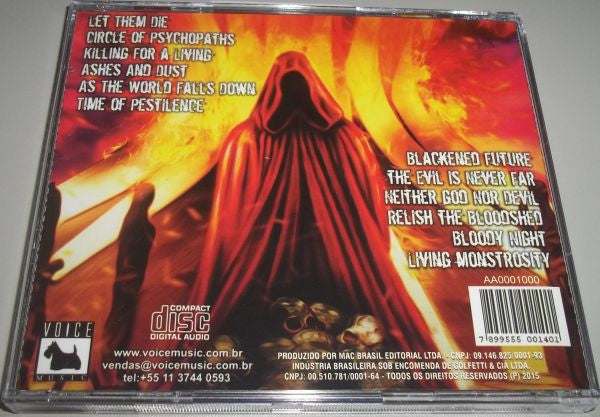 LET THEM DIE
CIRCLE OF PSYCHOPATHS
KILLING FOR A LIVING
ASHES AND DUST
AS THE WORLD FALLS DOWN
TIME OF PESTILENCE
BLACKENED FUTURE
THE EVIL IS NEVER FAR
NEITHER GOD NOR DEVIL
RELISH THE BLOODSHED
BLOODY NIGHT
LIVING MONSTROSITY
AA0001000
7 899555 001401
VOICE
MUSIC
COMPACT
disc
DIGITAL AUDIO
www.voicemusic.com.br
vendas@voicemusic.com.br
tel:+55 11 3744 0593
PRODUZIDO POR MAC BRASIL EDITORIAL LTDA - CNPJ: 09.146.825/0001-93
INDUSTRIA BRASILEIRA SOB ENCOMENDA DE GOLFETTI & CIA LTDA.
CNPJ: 00.510.781/0001-64 - TODOS OS DIREITOS RESERVADOS (P) 2015